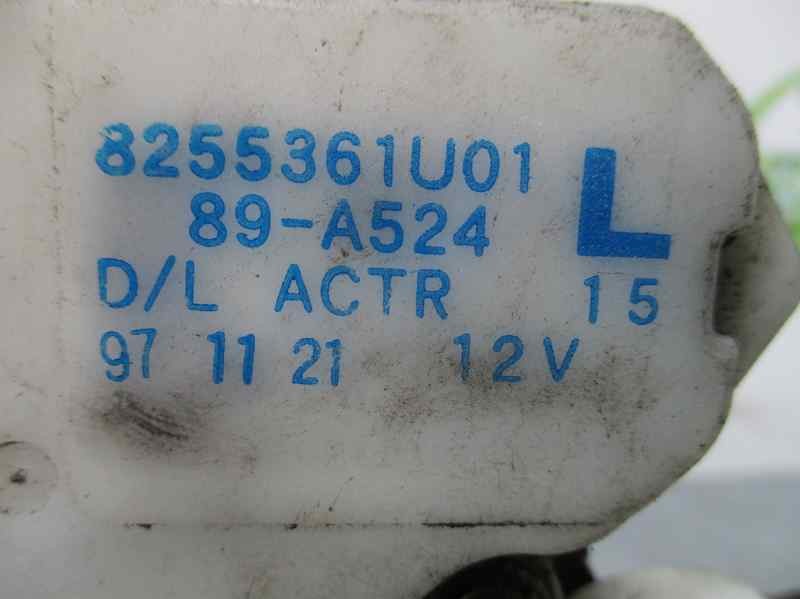 8255361U01
89-A524 L
D/L ACTR 15
97 11 21 12V